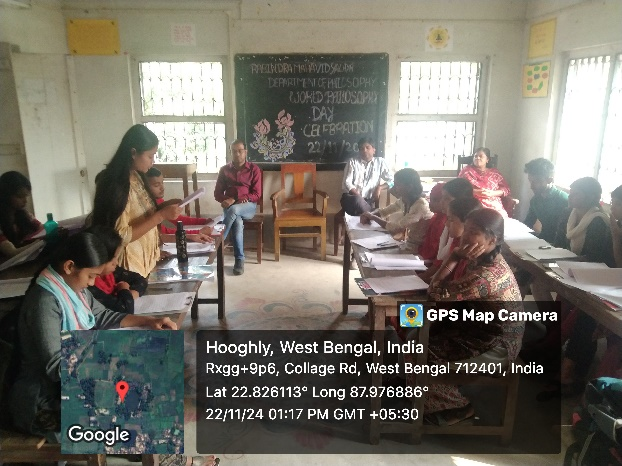 RABINDRA MAHAVIDYALAYA
DEPARTMENT OF PHILOSOPHY
WORLD PHILOSOPHY
DAY
CELEBRATION
22/11/20
GPS Map Camera
Hooghly, West Bengal, India
Rxgg+9p6, Collage Rd, West Bengal 712401, India
Lat 22.826113° Long 87.976886°
22/11/24 01:17 PM GMT +05:30
Google